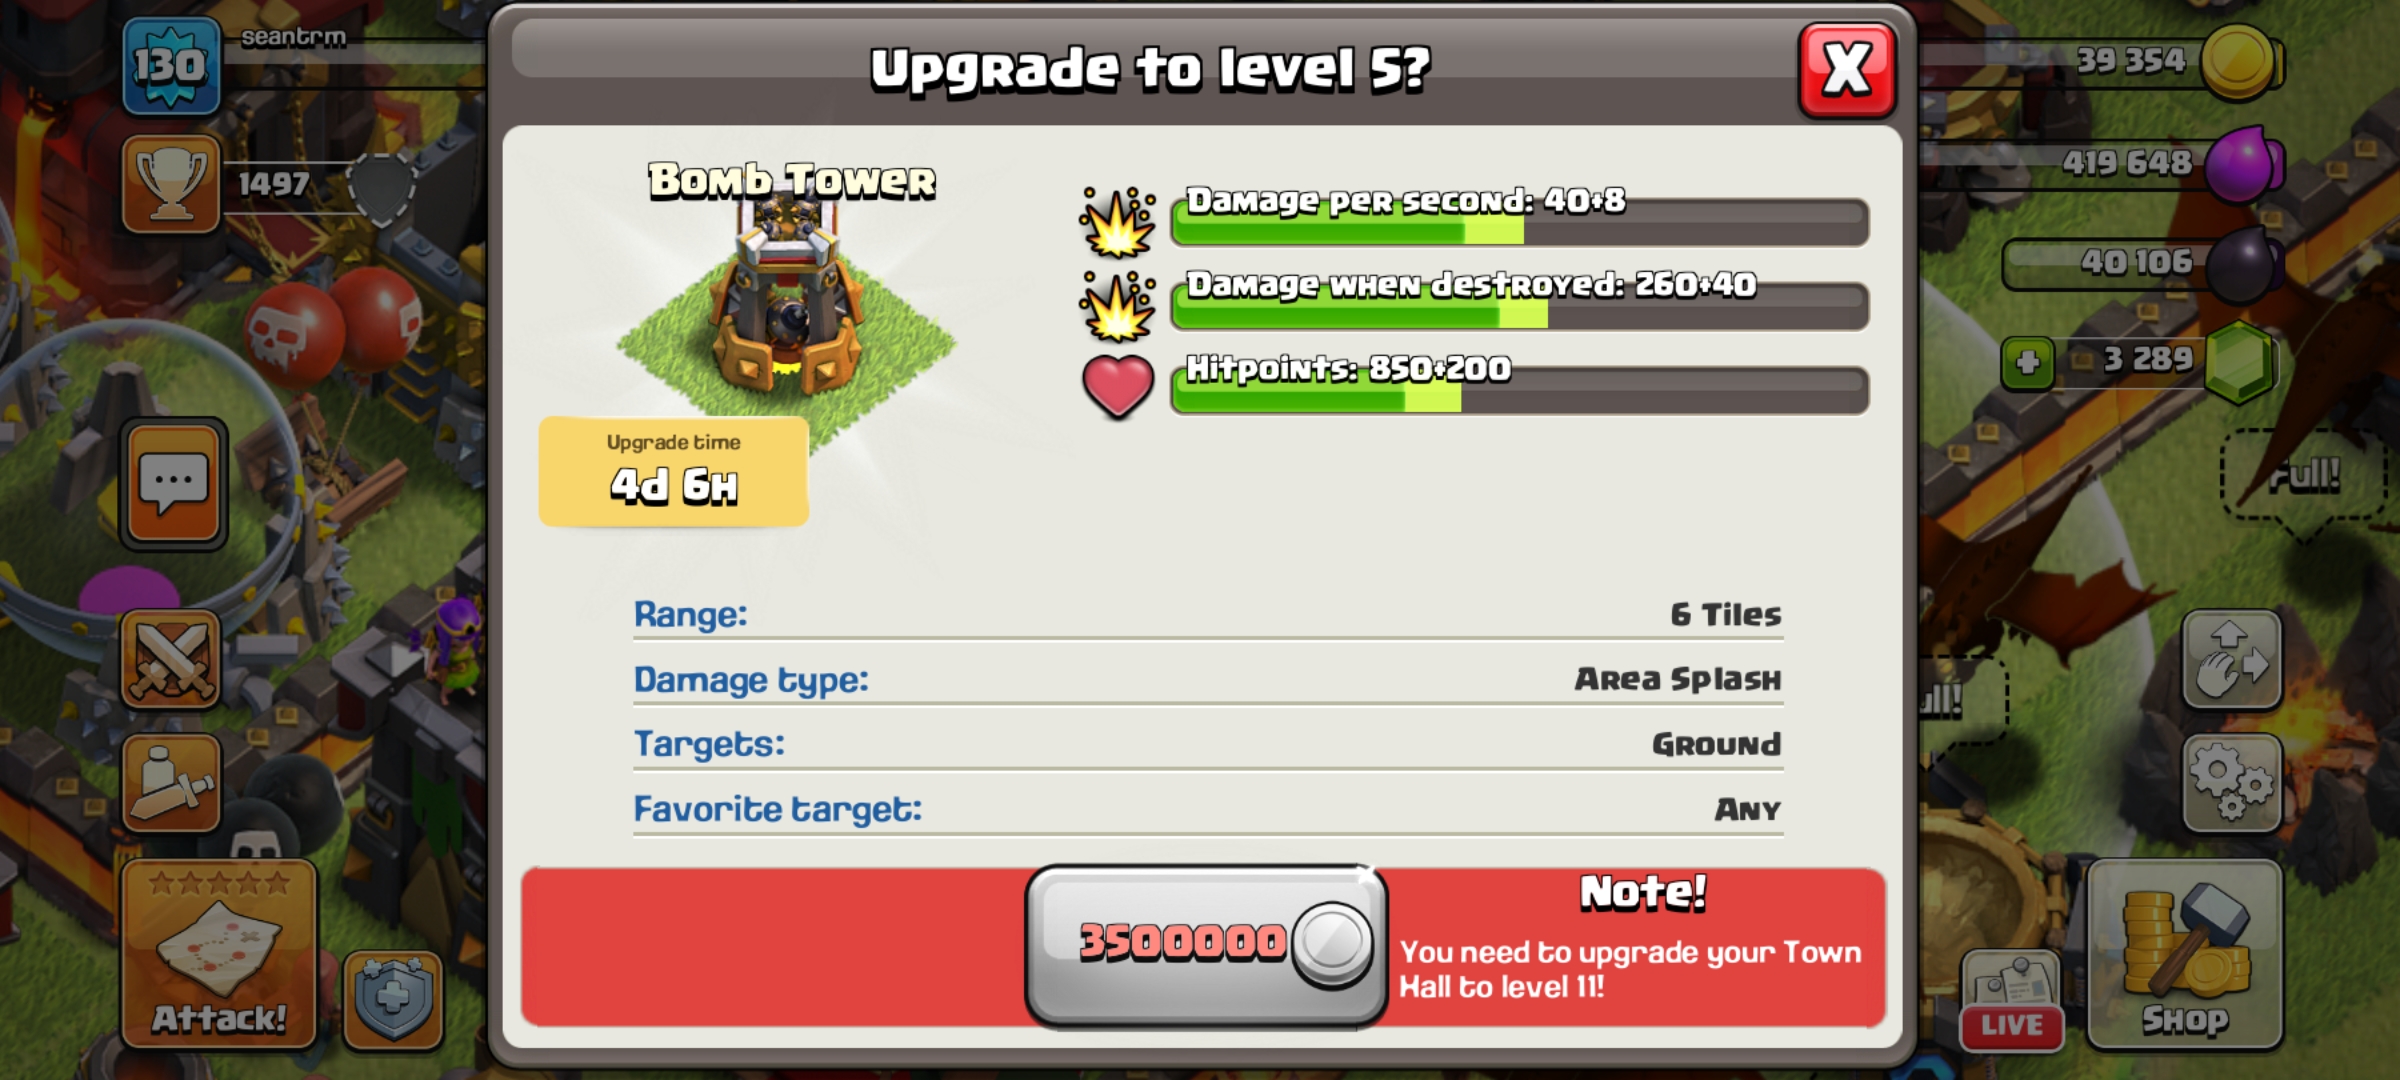 130
seantrm
1497
Attack!
Upgrade to level 5?
X
Bomb Tower
Upgrade time
4d 6H
Damage per second: 40+8
Damage when destroyed: 260+40
Hitpoints: 850+200
Range: 6 Tiles
Damage type: Area Splash
Targets: Ground
Favorite target: Any
3500000
Note!
You need to upgrade your Town
Hall to level 11!
39 354
419 648
40 106
3 289
Full!
ull!
LIVE
Shop